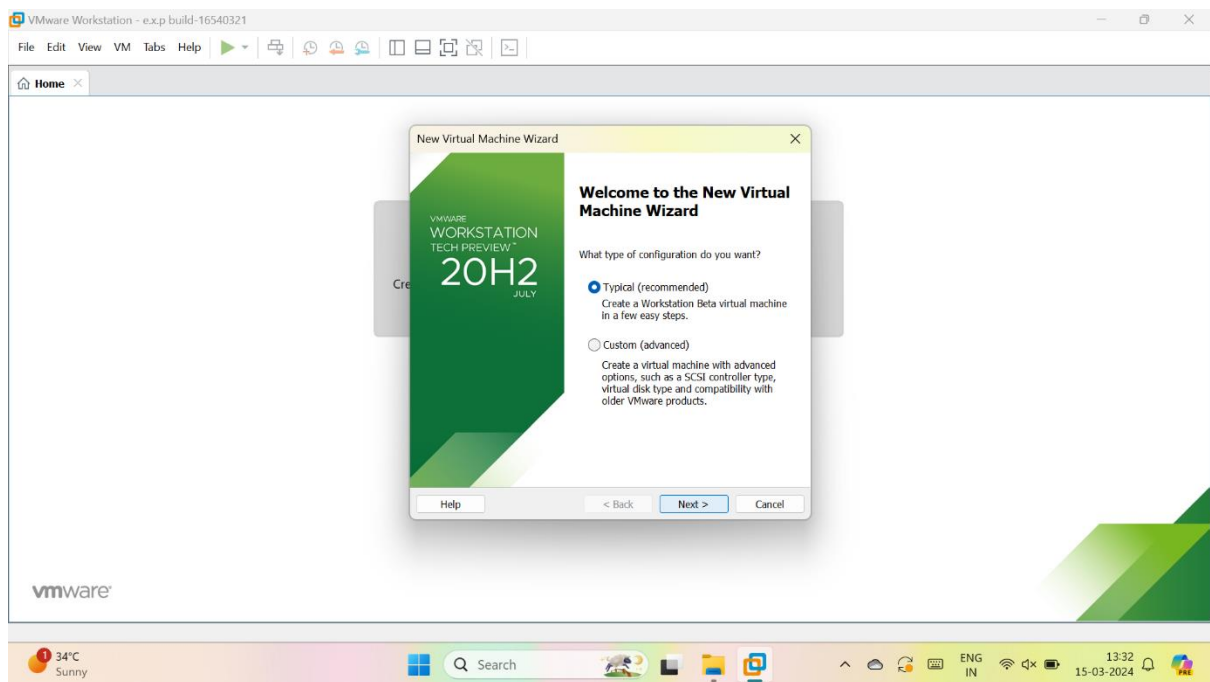 VMware Workstation - e.x.p build-16540321
File Edit View VM Tabs Help
Home
New Virtual Machine Wizard
VMWARE
WORKSTATION
TECH PREVIEW™
20H2
JULY
Welcome to the New Virtual
Machine Wizard
What type of configuration do you want?
Typical (recommended)
Create a Workstation Beta virtual machine
in a few easy steps.
Custom (advanced)
Create a virtual machine with advanced
options, such as a SCSI controller type,
virtual disk type and compatibility with
older VMware products.
Cre
Help < Back Next > Cancel
vmware®
1
34°C
Sunny
Search
ENG
IN
13:32
15-03-2024
PRE